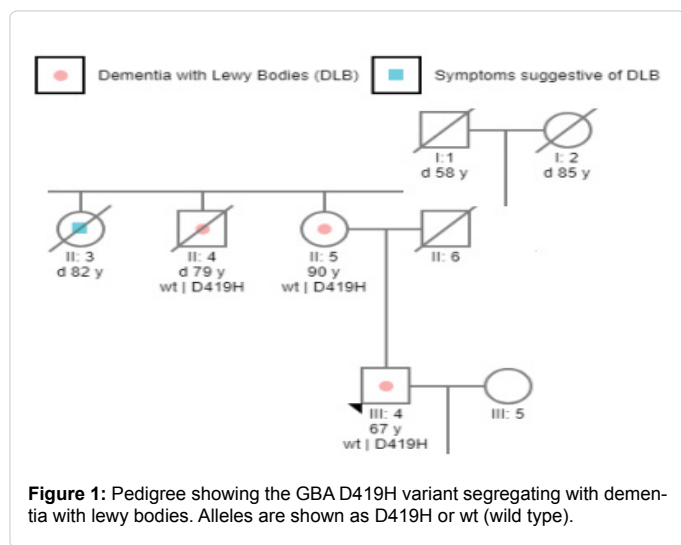 Dementia with Lewy Bodies (DLB) Symptoms suggestive of DLB
I:1 I: 2
d 58 y d 85 y
II: 3 II: 4 II: 5 II: 6
d 82 y d 79 y 90 y
wt | D419H wt | D419H
III: 4 III: 5
67 y
wt | D419H
Figure 1: Pedigree showing the GBA D419H variant segregating with demen-
tia with lewy bodies. Alleles are shown as D419H or wt (wild type).